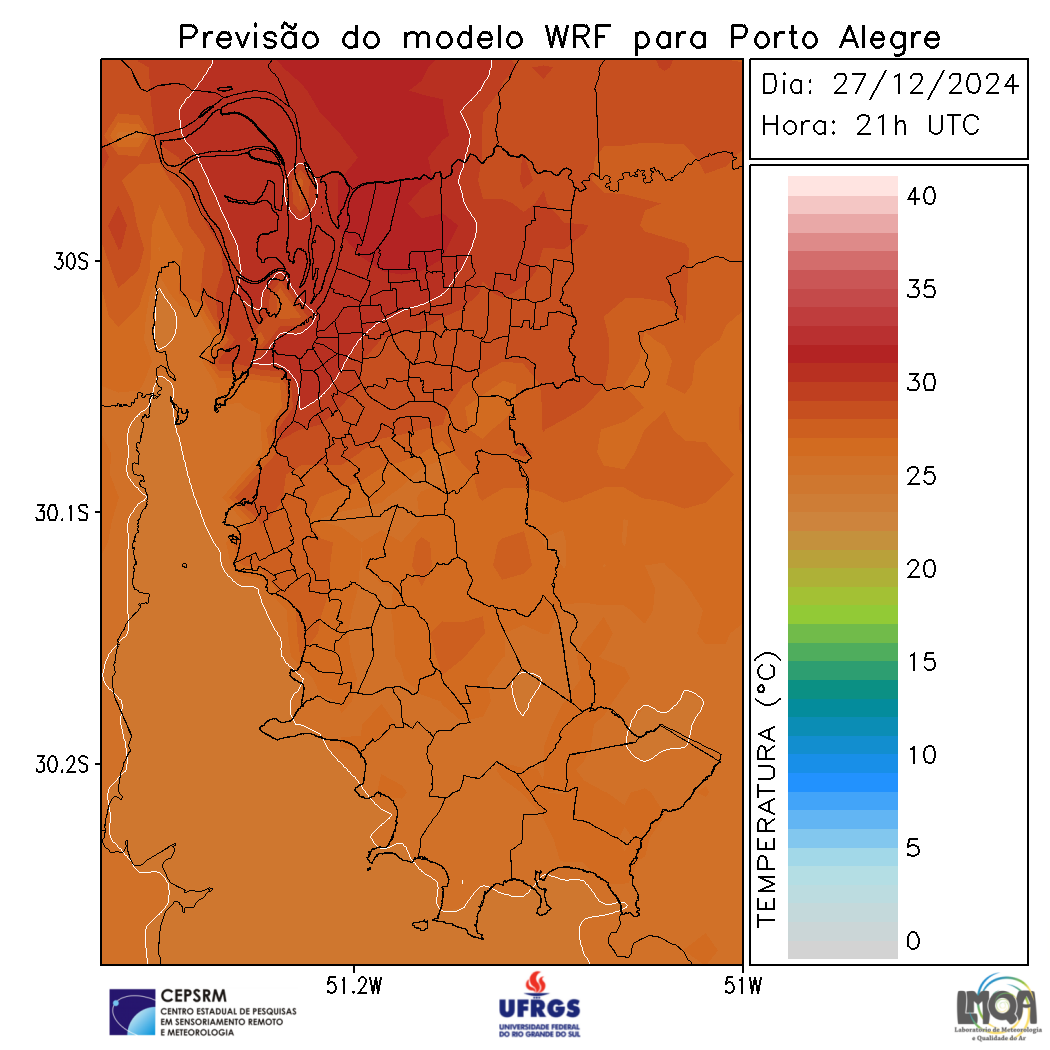 Previsão do modelo WRF para Porto Alegre
Dia: 27/12/2024
Hora: 21h UTC
40
35
30
25
20
15
10
5
0
TEMPERATURA (°C)
30S
30.1S
30.2S
51.2W
51W
CEPSRM
CENTRO ESTADUAL DE PESQUISAS
EM SENSORIAMENTO REMOTO
E METEOROLOGIA
UFRGS
UNIVERSIDADE FEDERAL
DO RIO GRANDE DO SUL
LMQA
Laboratório de Meteorologia
e Qualidade do Ar